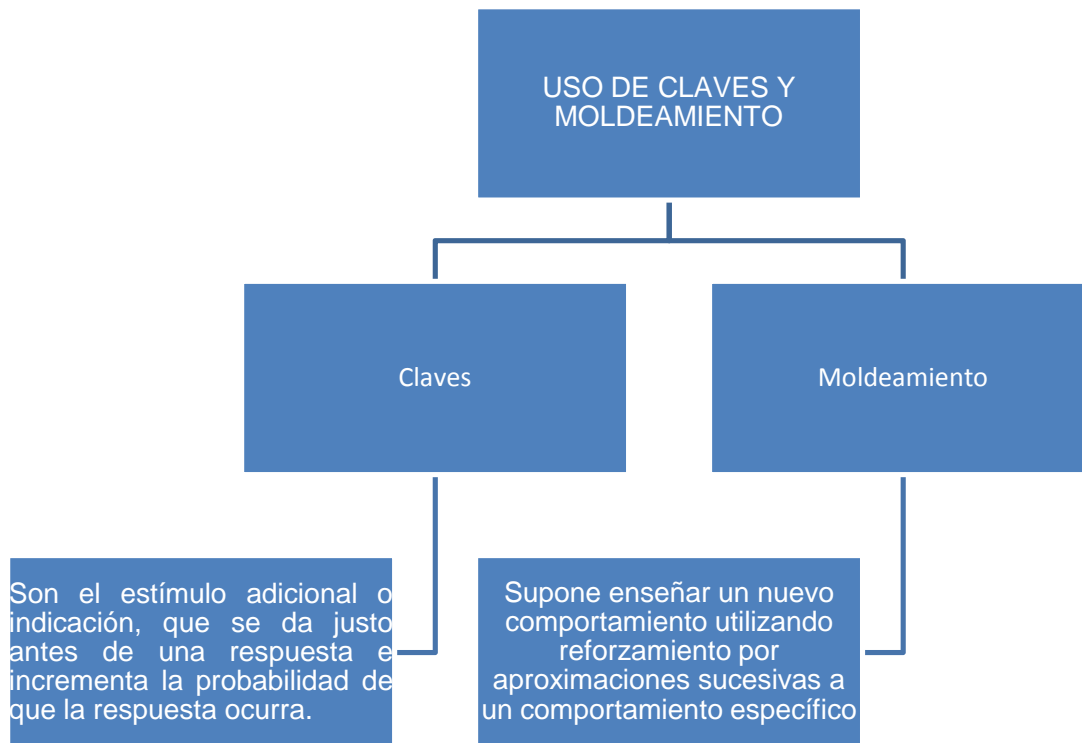 USO DE CLAVES Y
MOLDEAMIENTO
Claves
Moldeamiento
Son el estímulo adicional o
indicación, que se da justo
antes de una respuesta e
incrementa la probabilidad de
que la respuesta ocurra.
Supone enseñar un nuevo
comportamiento utilizando
reforzamiento por
aproximaciones sucesivas a
un comportamiento específico